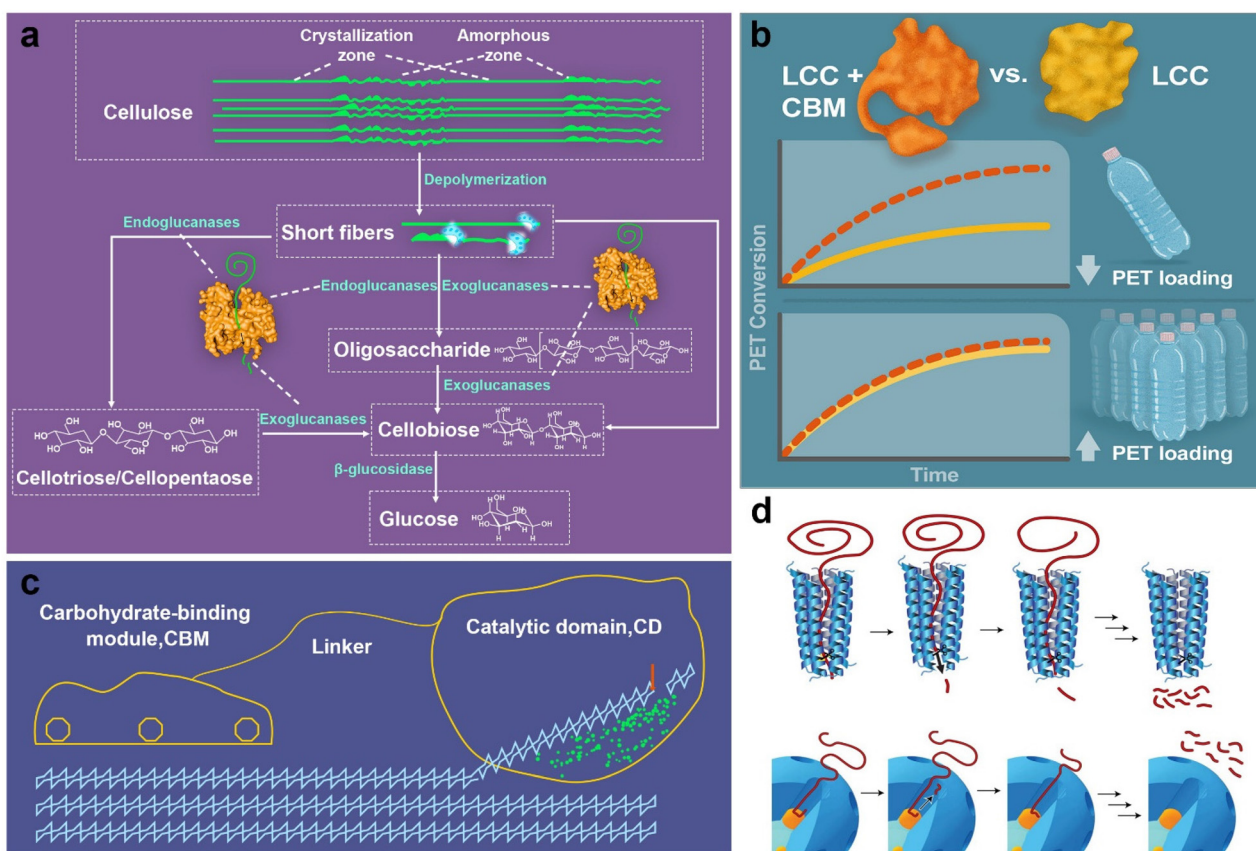 a
Crystallization zone
Amorphous zone
Cellulose
Depolymerization
Endoglucanases
Short fibers
Endoglucanases
Exoglucanases
Oligosaccharide
Exoglucanases
Exoglucanases
Cellobiose
Cellotriose/Cellopentaose
β-glucosidase
Glucose
b
LCC +
CBM
vs.
LCC
PET Conversion
PET loading
PET loading
Time
c
Carbohydrate-binding
module,CBM
Linker
Catalytic domain,CD
d